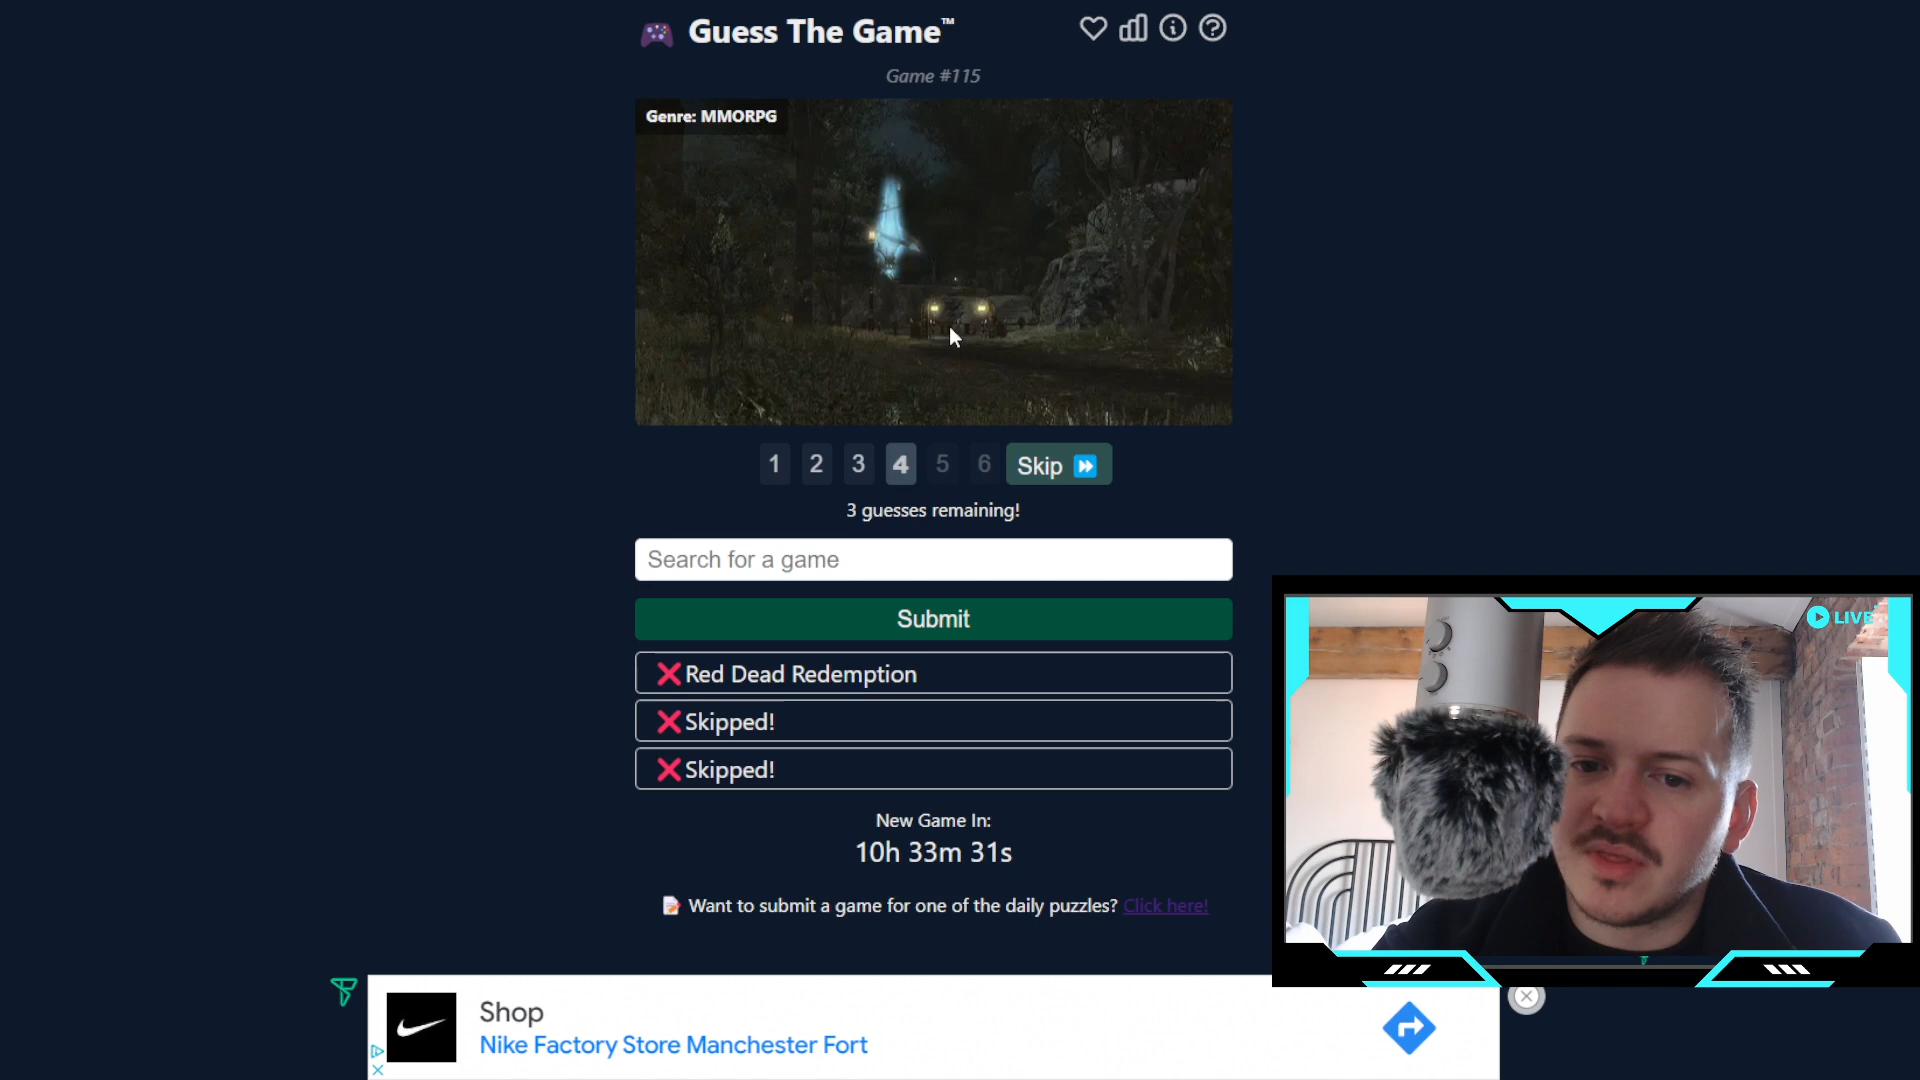 Guess The Game™
Game #115
Genre: MMORPG
1 2 3 4 5 6 Skip
3 guesses remaining!
Search for a game
Submit
Red Dead Redemption
Skipped!
Skipped!
New Game In:
10h 33m 31s
Want to submit a game for one of the daily puzzles? Click here!
LIVE
Shop
Nike Factory Store Manchester Fort